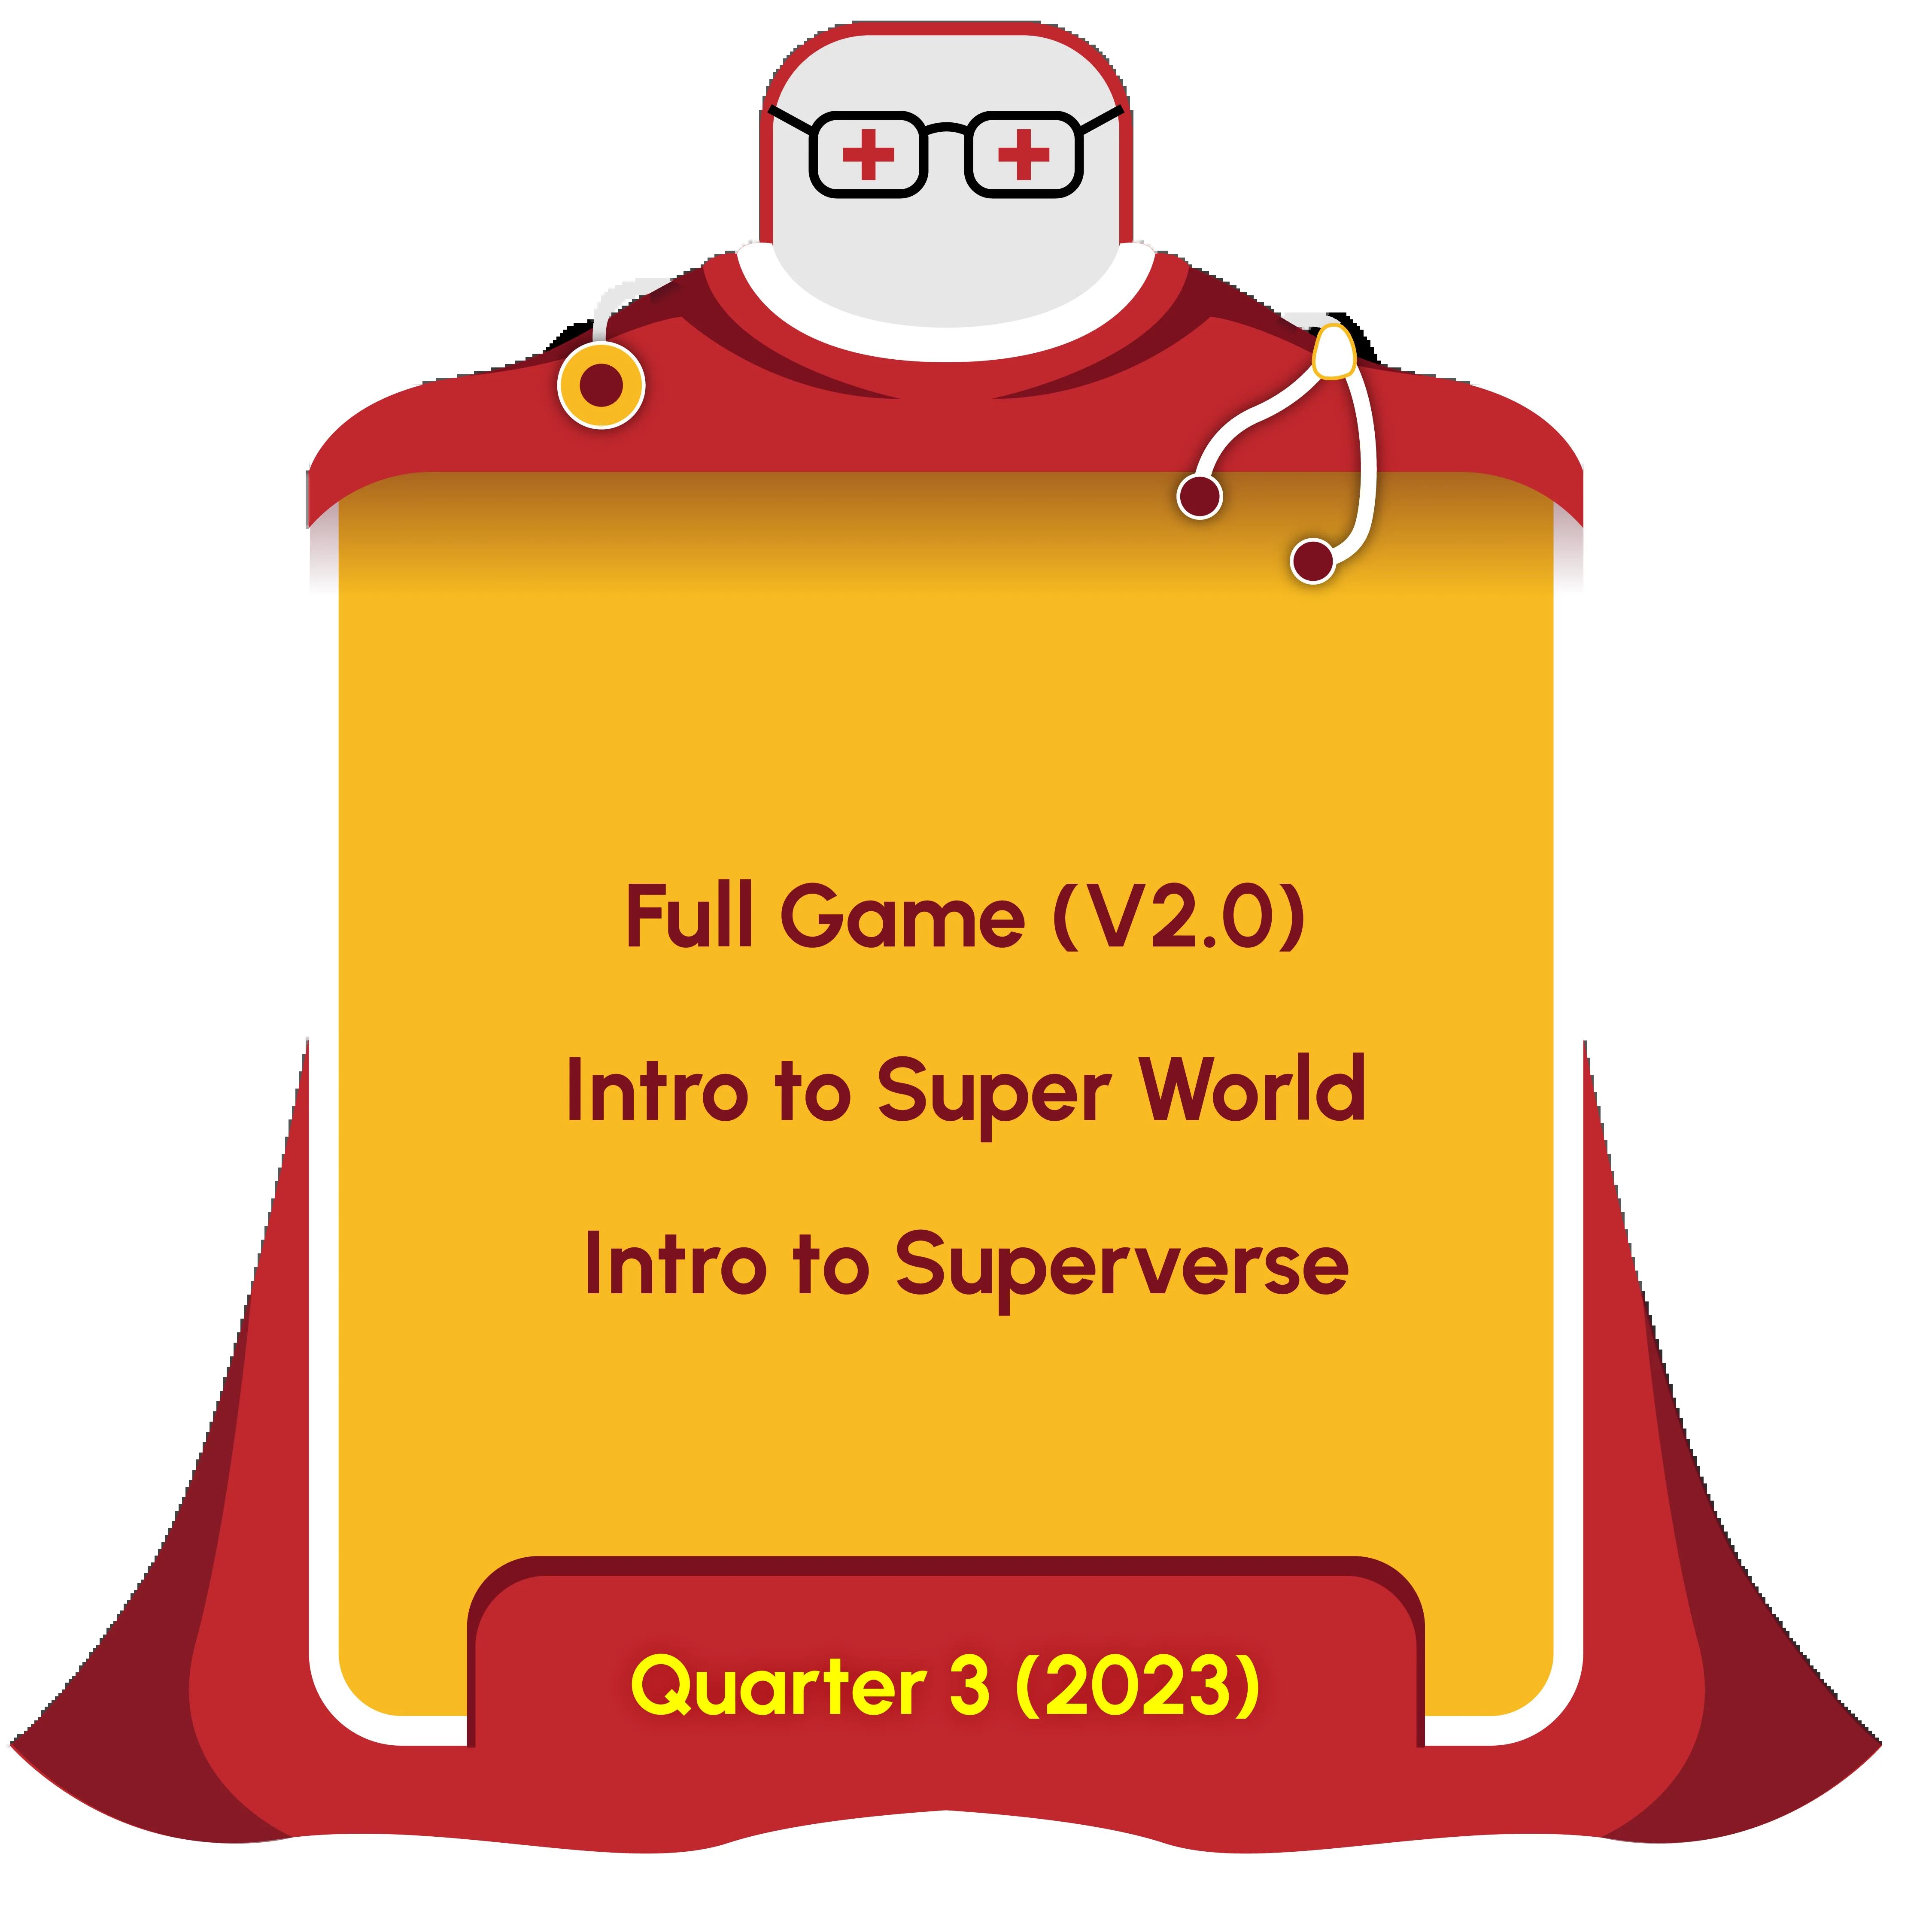 Full Game (V2.0)
Intro to Super World
Intro to Superverse
Quarter 3 (2023)